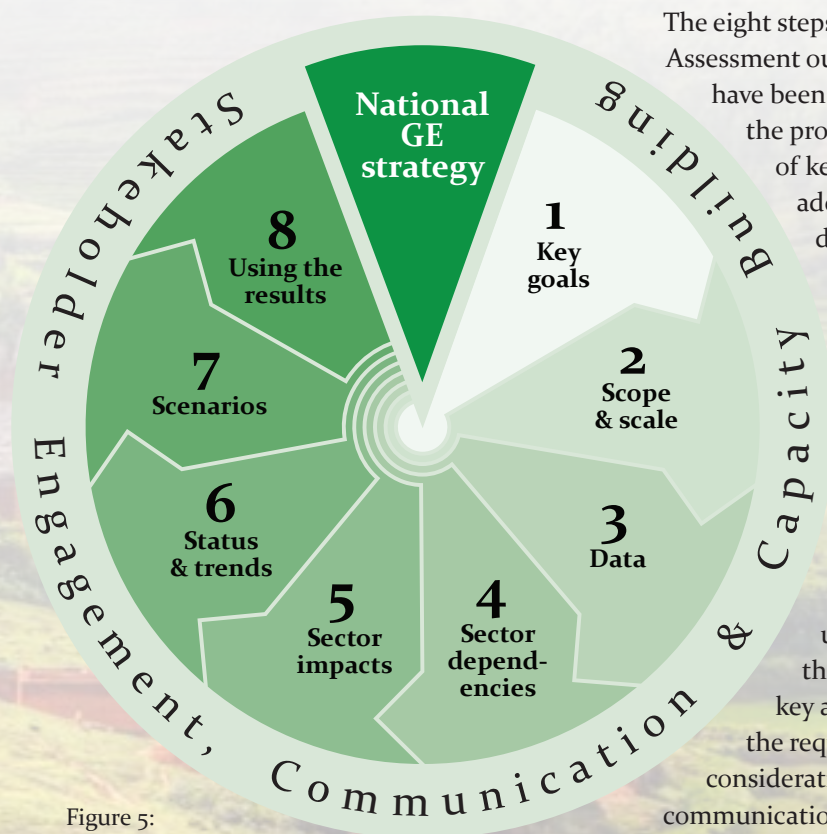 Stakeholder Engagement, Communication & Capacity Building
National
GE
strategy
1
Key
goals
2
Scope
& scale
3
Data
4
Sector
depend-
encies
5
Sector
impacts
6
Status
& trends
7
Scenarios
8
Using the
results
Figure 5:
The eight steps
Assessment ou
have been
the pro
of ke
ad
d
u
th
key a
the req
considerat
communication